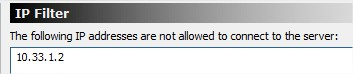 IP Filter
The following IP addresses are not allowed to connect to the server:
10.33.1.2